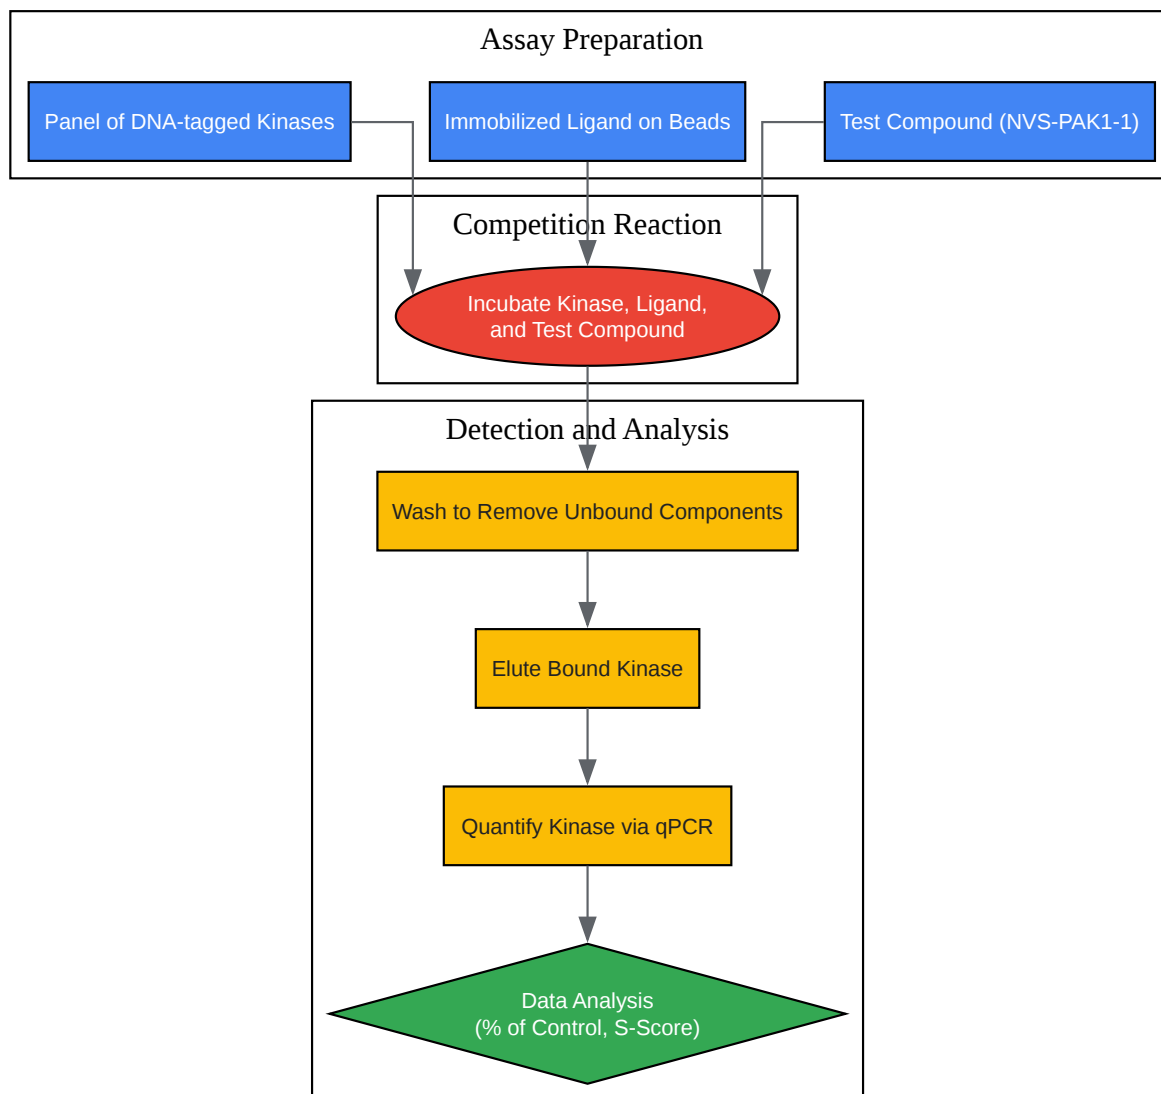 Assay Preparation
Panel of DNA-tagged Kinases
Immobilized Ligand on Beads
Test Compound (NVS-PAK1-1)
Competition Reaction
Incubate Kinase, Ligand,
and Test Compound
Detection and Analysis
Wash to Remove Unbound Components
Elute Bound Kinase
Quantify Kinase via qPCR
Data Analysis
(% of Control, S-Score)